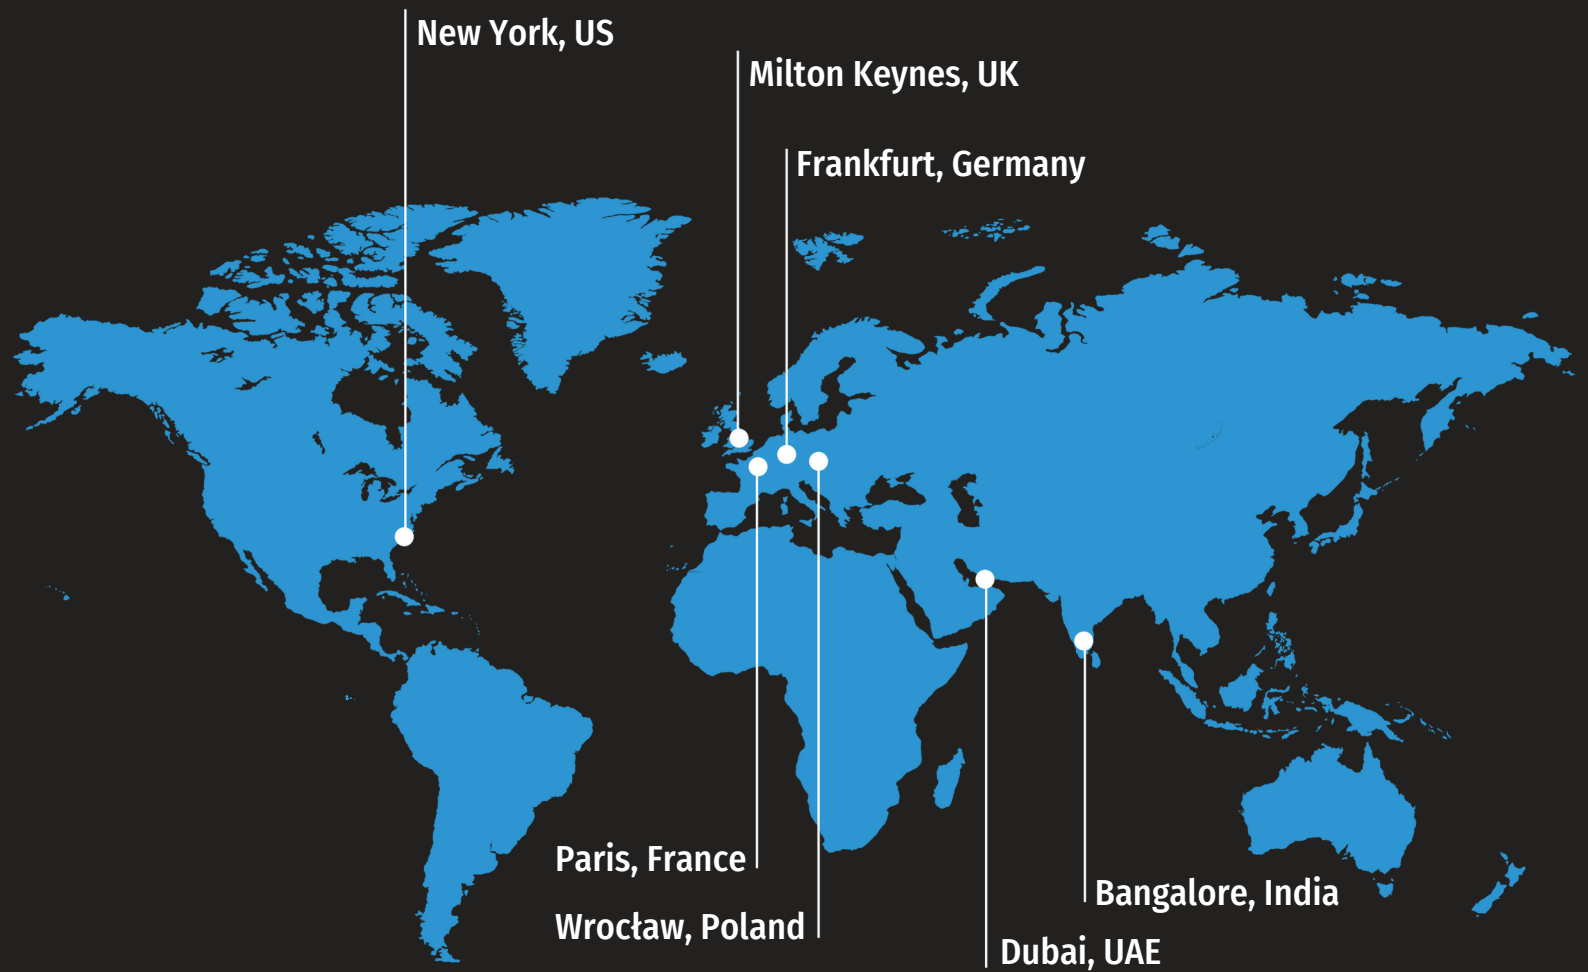 New York, US
Milton Keynes, UK
Frankfurt, Germany
Paris, France
Bangalore, India
Wrocław, Poland
Dubai, UAE